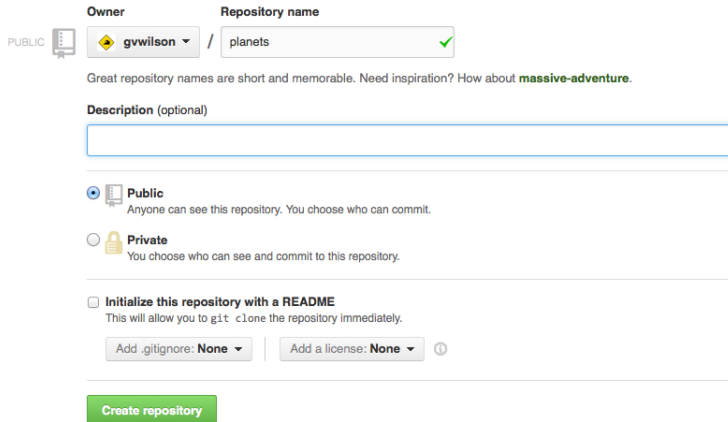 Owner Repository name
PUBLIC gvwilson / planets
Great repository names are short and memorable. Need inspiration? How about massive-adventure.
Description (optional)
Public
Anyone can see this repository. You choose who can commit.
Private
You choose who can see and commit to this repository.
Initialize this repository with a README
This will allow you to git clone the repository immediately.
Add .gitignore: None Add a license: None
Create repository